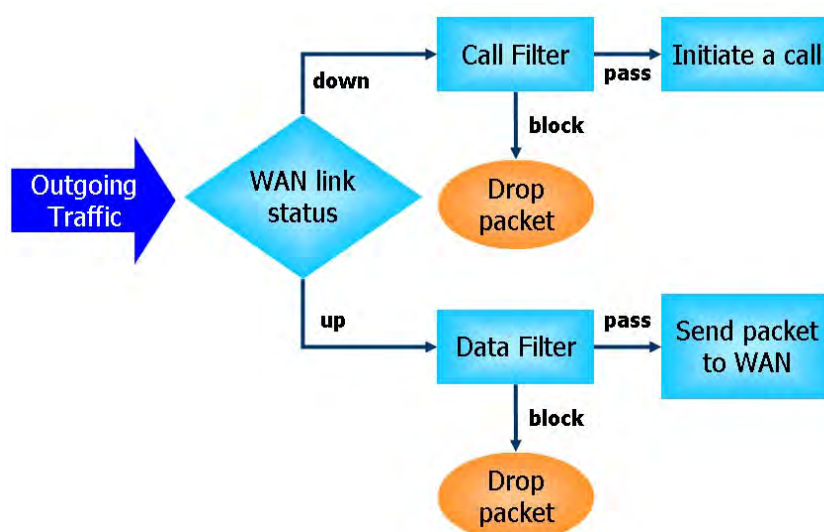 Outgoing
Traffic
WAN link
status
down
Call Filter
pass
Initiate a call
block
Drop
packet
up
Data Filter
pass
Send packet
to WAN
block
Drop
packet